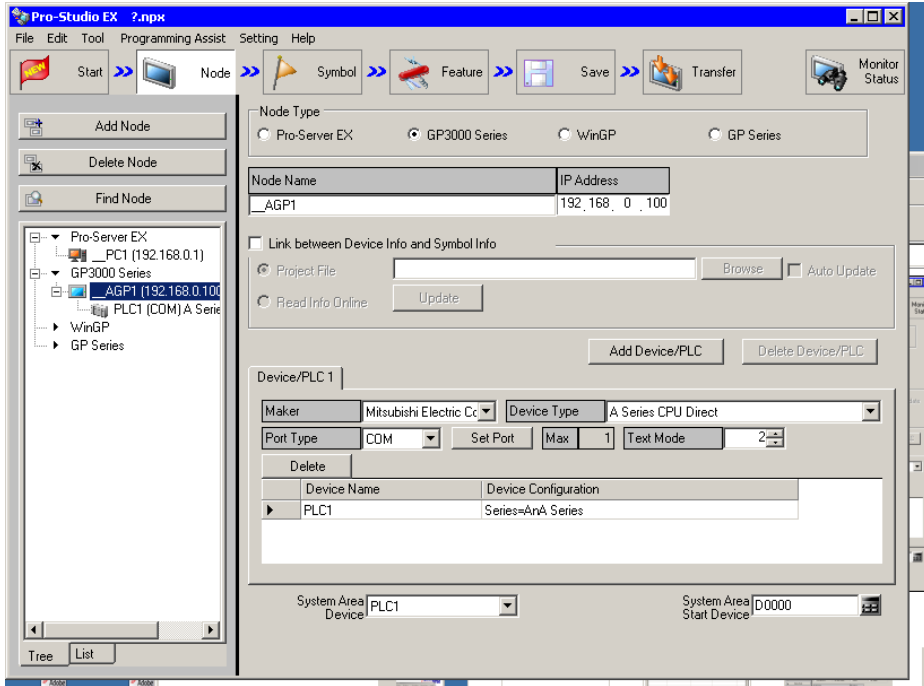 Pro-Studio EX ?.npx
File Edit Tool Programming Assist Setting Help
NEW Start Node Symbol Feature Save Transfer Monitor Status
Add Node
Delete Node
Find Node
Pro-Server EX
__PC1 (192.168.0.1)
GP3000 Series
__AGP1 (192.168.0.100
PLC1 (COM) A Serie
WinGP
GP Series
Tree List
Node Type
Pro-Server EX GP3000 Series WinGP GP Series
Node Name IP Address
__AGP1 192.168. 0 .100
Link between Device Info and Symbol Info
Project File Browse Auto Update
Read Info Online Update
Add Device/PLC Delete Device/PLC
Device/PLC 1
Maker Mitsubishi Electric Cc Device Type A Series CPU Direct
Port Type COM Set Port Max 1 Text Mode 2
Delete
Device Name Device Configuration
PLC1 Series=AnA Series
System Area Device PLC1 System Area Start Device D0000
Adobe Adobe